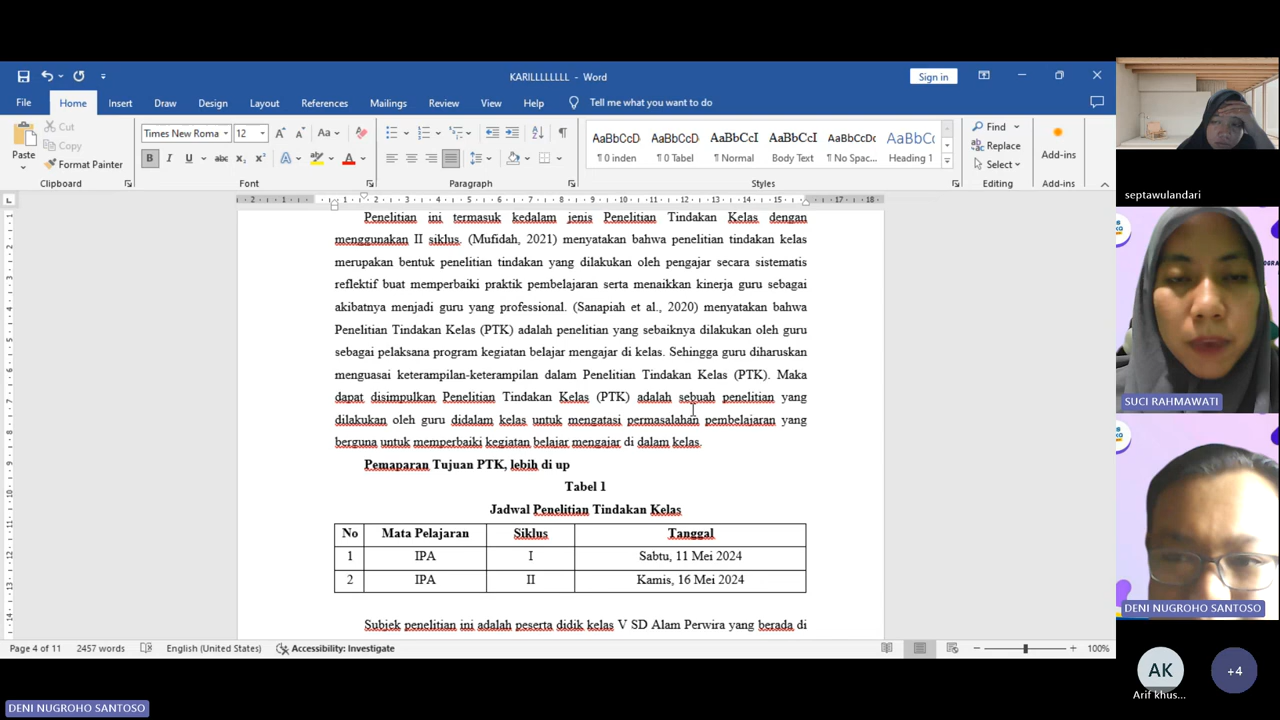 KARILLLLLLLL - Word
Sign in
File Home Insert Draw Design Layout References Mailings Review View Help Tell me what you want to do
Paste
Cut
Copy
Format Painter
Clipboard
Times New Roma 12
Font
Paragraph
AaBbCcD AaBbCcD AaBbCcI AaBbCcI AaBbCcD AaBbC
¶ 0 inden ¶ 0 Tabel ¶ Normal Body Text ¶ No Spac... Heading 1
Styles
Find
Replace
Select
Editing
Add-ins
Add-ins
Penelitian ini termasuk kedalam jenis Penelitian Tindakan Kelas dengan
menggunakan II siklus. (Mufidah, 2021) menyatakan bahwa penelitian tindakan kelas
merupakan bentuk penelitian tindakan yang dilakukan oleh pengajar secara sistematis
reflektif buat memperbaiki praktik pembelajaran serta menaikkan kinerja guru sebagai
akibatnya menjadi guru yang professional. (Sanapiah et al., 2020) menyatakan bahwa
Penelitian Tindakan Kelas (PTK) adalah penelitian yang sebaiknya dilakukan oleh guru
sebagai pelaksana program kegiatan belajar mengajar di kelas. Sehingga guru diharuskan
menguasai keterampilan-keterampilan dalam Penelitian Tindakan Kelas (PTK). Maka
dapat disimpulkan Penelitian Tindakan Kelas (PTK) adalah sebuah penelitian yang
dilakukan oleh guru didalam kelas untuk mengatasi permasalahan pembelajaran yang
berguna untuk memperbaiki kegiatan belajar mengajar di dalam kelas.
Pemaparan Tujuan PTK, lebih di up
Tabel 1
Jadwal Penelitian Tindakan Kelas
No Mata Pelajaran Siklus Tanggal
1 IPA I Sabtu, 11 Mei 2024
2 IPA II Kamis, 16 Mei 2024
Subjek penelitian ini adalah peserta didik kelas V SD Alam Perwira yang berada di
Page 4 of 11 2457 words English (United States) Accessibility: Investigate 100%
septawulandari
SUCI RAHMAWATI
DENI NUGROHO SANTOSO
AK
Arif khus...
+4
DENI NUGROHO SANTOSO